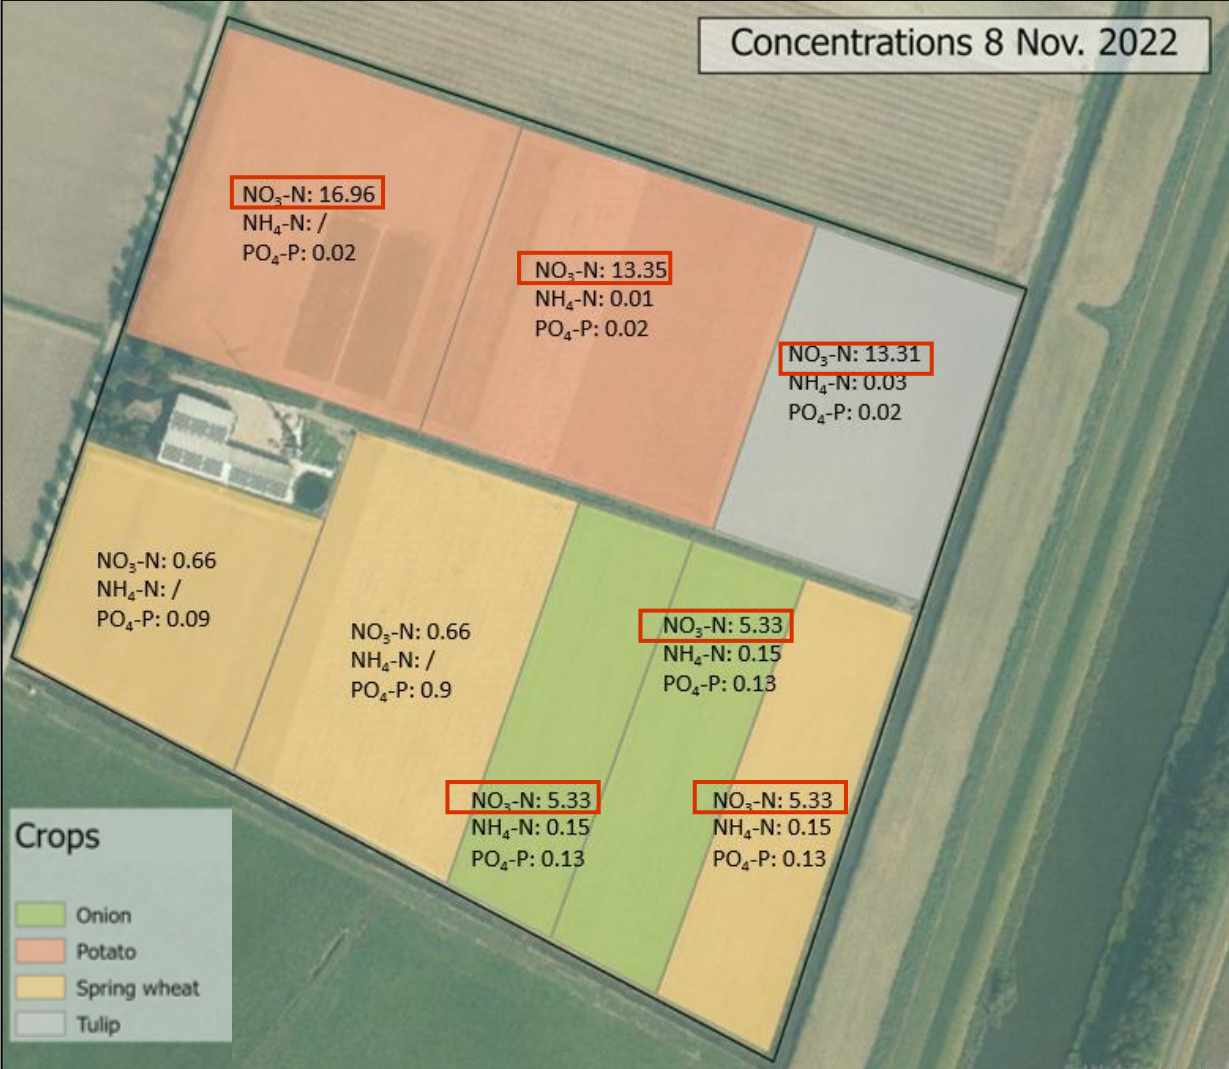 Concentrations 8 Nov. 2022
NO₃-N: 16.96
NH₄-N: /
PO₄-P: 0.02
NO₃-N: 13.35
NH₄-N: 0.01
PO₄-P: 0.02
NO₃-N: 13.31
NH₄-N: 0.03
PO₄-P: 0.02
NO₃-N: 0.66
NH₄-N: /
PO₄-P: 0.09
NO₃-N: 0.66
NH₄-N: /
PO₄-P: 0.9
NO₃-N: 5.33
NH₄-N: 0.15
PO₄-P: 0.13
NO₃-N: 5.33
NH₄-N: 0.15
PO₄-P: 0.13
NO₃-N: 5.33
NH₄-N: 0.15
PO₄-P: 0.13
Crops
Onion
Potato
Spring wheat
Tulip